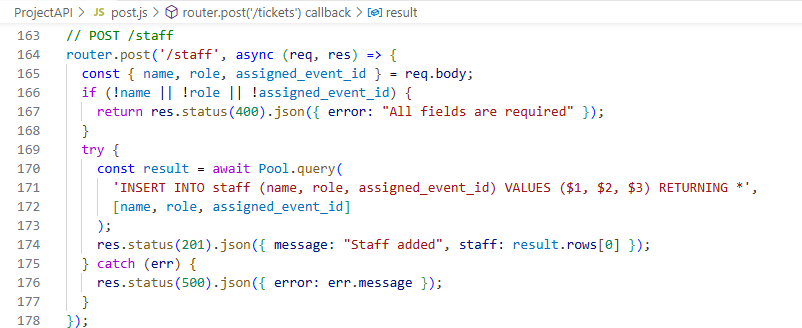 ProjectAPI > JS post.js > router.post('/tickets') callback > result
163 // POST /staff
164 router.post('/staff', async (req, res) => {
165 const { name, role, assigned_event_id } = req.body;
166 if (!name || !role || !assigned_event_id) {
167 return res.status(400).json({ error: "All fields are required" });
168 }
169 try {
170 const result = await Pool.query(
171 'INSERT INTO staff (name, role, assigned_event_id) VALUES ($1, $2, $3) RETURNING *',
172 [name, role, assigned_event_id]
173 );
174 res.status(201).json({ message: "Staff added", staff: result.rows[0] });
175 } catch (err) {
176 res.status(500).json({ error: err.message });
177 }
178 });